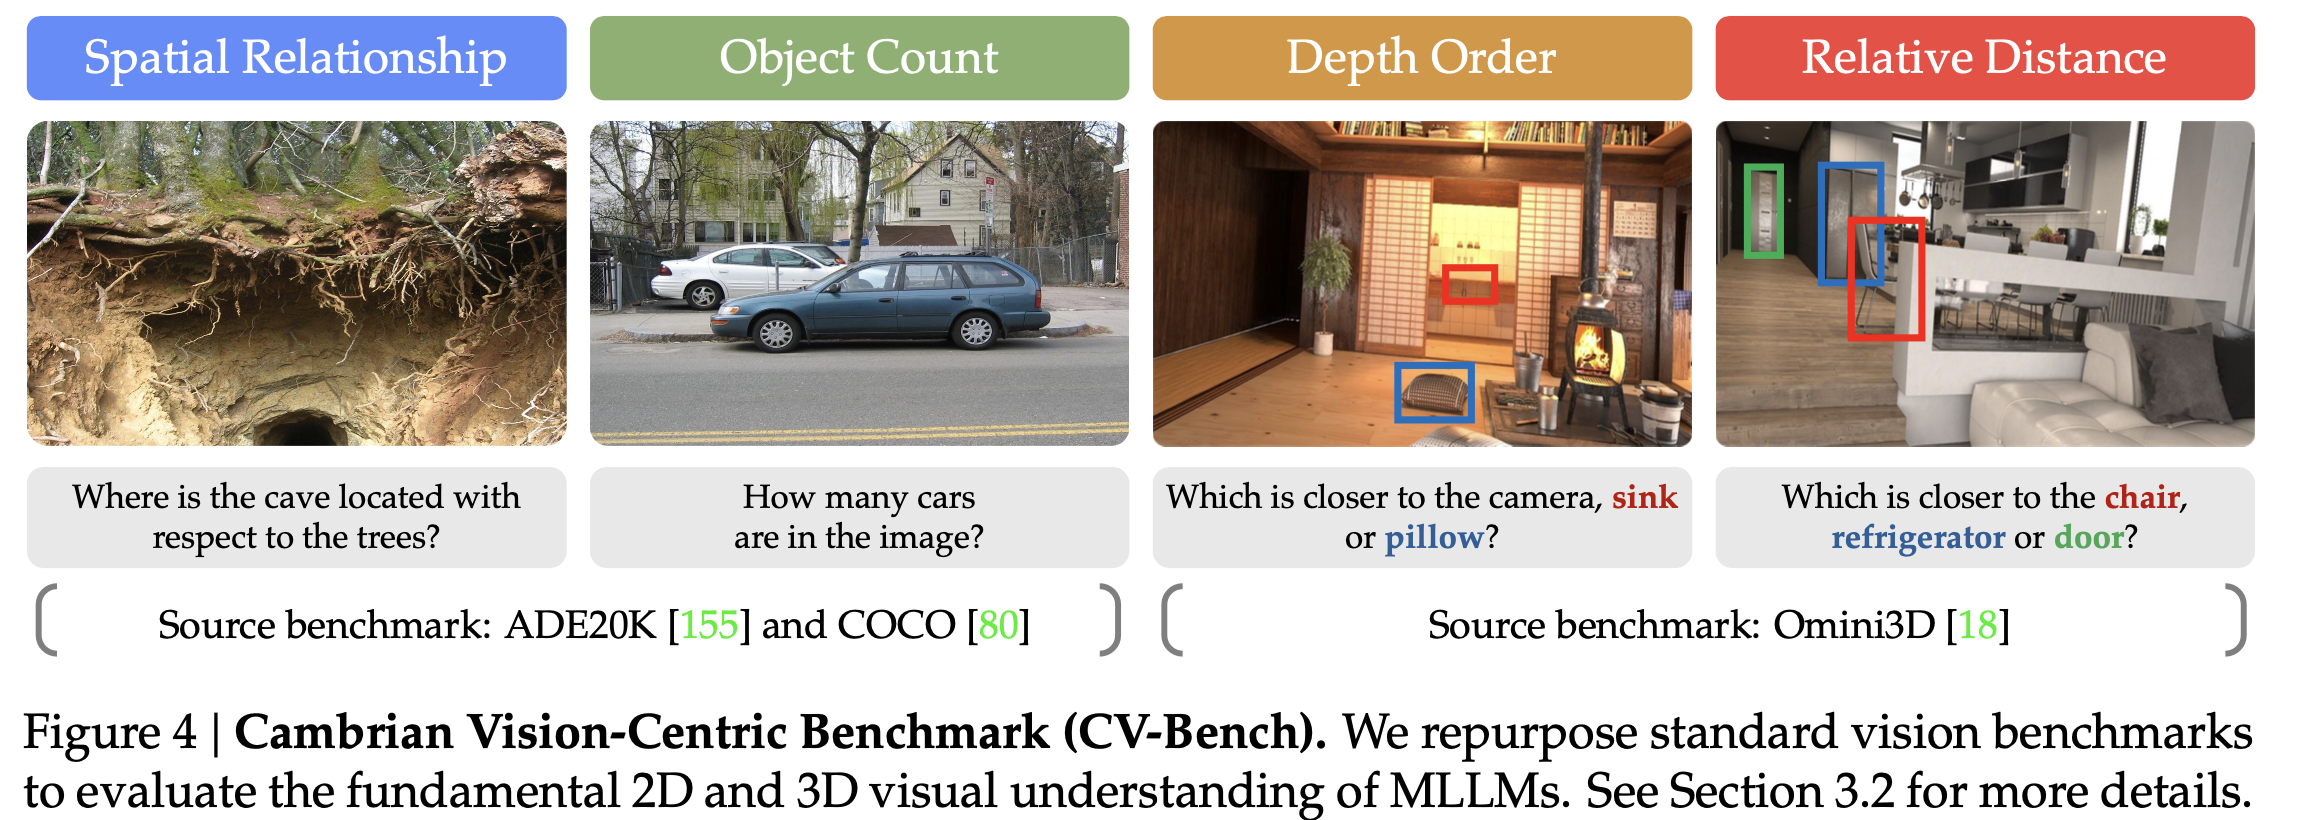 Spatial Relationship
Object Count
Depth Order
Relative Distance
Where is the cave located with
respect to the trees?
How many cars
are in the image?
Which is closer to the camera, sink
or pillow?
Which is closer to the chair,
refrigerator or door?
Source benchmark: ADE20K [155] and COCO [80]
Source benchmark: Omini3D [18]
Figure 4 | Cambrian Vision-Centric Benchmark (CV-Bench). We repurpose standard vision benchmarks
to evaluate the fundamental 2D and 3D visual understanding of MLLMs. See Section 3.2 for more details.